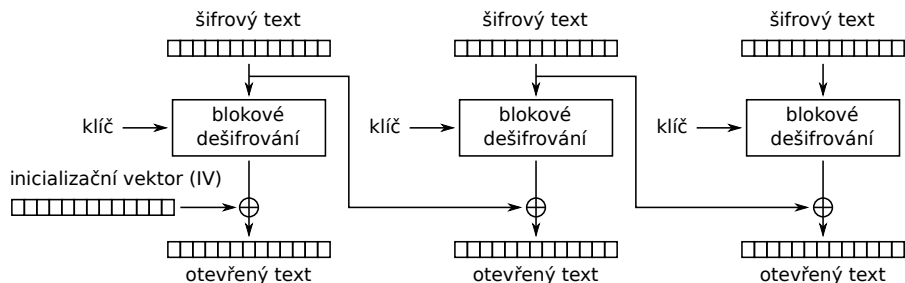 šifrový text
šifrový text
šifrový text
klíč
blokové
dešifrování
klíč
blokové
dešifrování
klíč
blokové
dešifrování
inicializační vektor (IV)
otevřený text
otevřený text
otevřený text